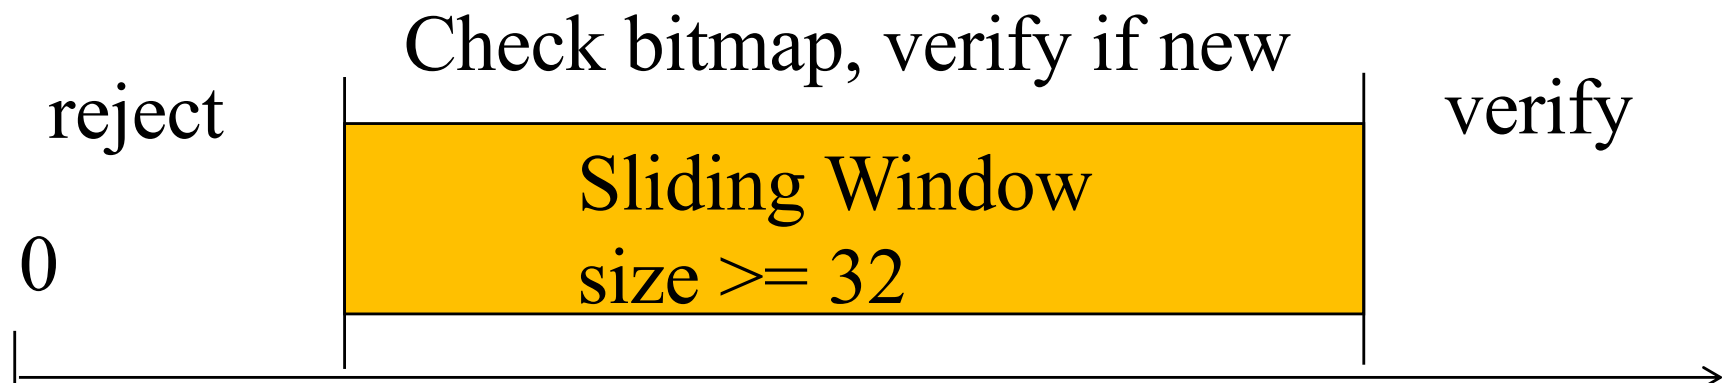 Check bitmap, verify if new
reject
verify
Sliding Window
0
size >= 32